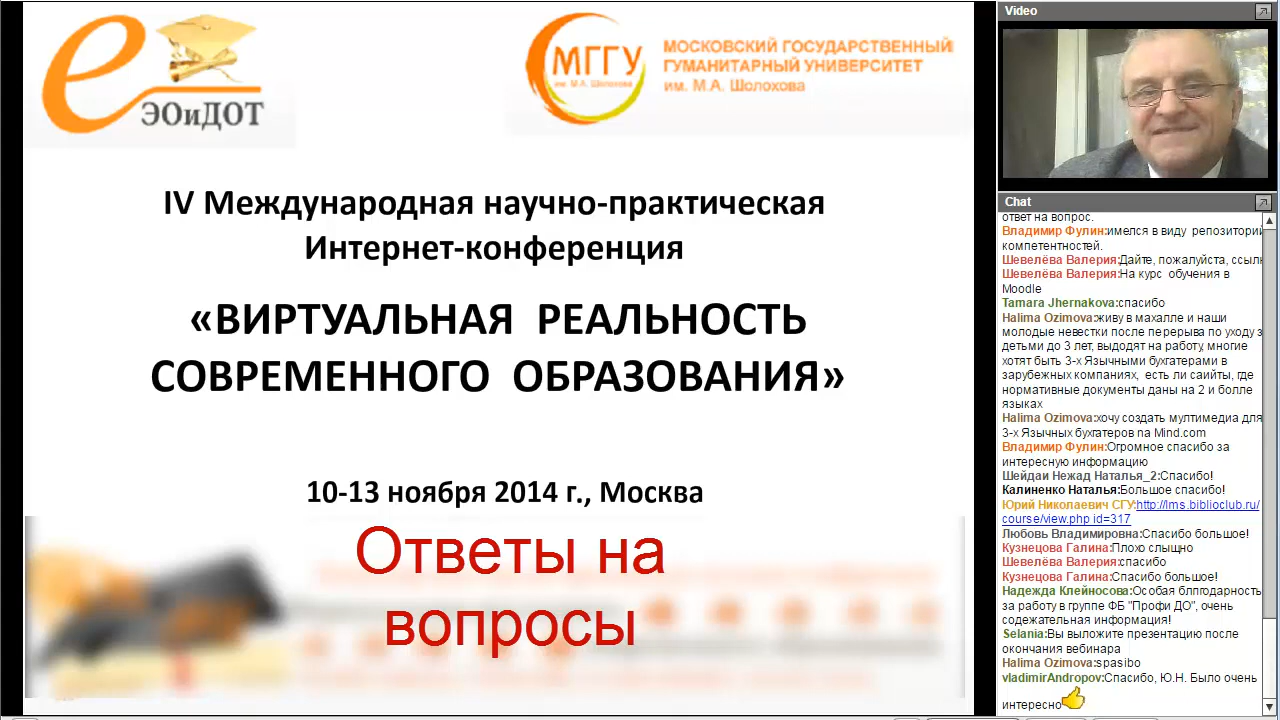 ЭОиДОТ
МГГУ
им. М.А. Шолохова
МОСКОВСКИЙ ГОСУДАРСТВЕННЫЙ
ГУМАНИТАРНЫЙ УНИВЕРСИТЕТ
им. М.А. Шолохова
IV Международная научно-практическая
Интернет-конференция
«ВИРТУАЛЬНАЯ РЕАЛЬНОСТЬ
СОВРЕМЕННОГО ОБРАЗОВАНИЯ»
10-13 ноября 2014 г., Москва
Ответы на
вопросы
Video
Chat
ответ на вопрос.
Владимир Фулин:имелся в виду репозиторий
компетентностей.
Шевелёва Валерия:Дайте, пожалуйста, ссылк
Шевелёва Валерия:На курс обучения в
Moodle
Tamara Jhernakova:спасибо
Halima Ozimova:живу в махалле и наши
молодые невестки после перерыва по уходу з
детьми до 3 лет, выдодят на работу, многие
хотят быть 3-х Язычными бугатерами в
зарубежных компаниях, есть ли саийты, где
нормативные документы даны на 2 и болле
языках
Halima Ozimova:хочу создать мултимедиа для
3-х Язычных бухгатеров па Mind.com
Владимир Фулин:Огромное спасибо за
интересную информацию
Шейдаи Нежад Наталья_2:Спасибо!
Калиненко Наталья:Большое спасибо!
Юрий Николаевич СГУ:http://lms.biblioclub.ru/
course/view.php id=317
Любовь Владимировна:Спасибо большое!
Кузнецова Галина:Плохо слыщно
Шевелёва Валерия:спасибо
Кузнецова Галина:Спасибо большое!
Надежда Клейносова:Особая блпгодарность
за работу в группе ФБ "Профи ДО", очень
содежательная информация!
Selania:Вы выложите презентацию после
окончания вебинара
Halima Ozimova:spasibo
vladimirAndropov:Спасибо, Ю.Н. Было очень
интересно